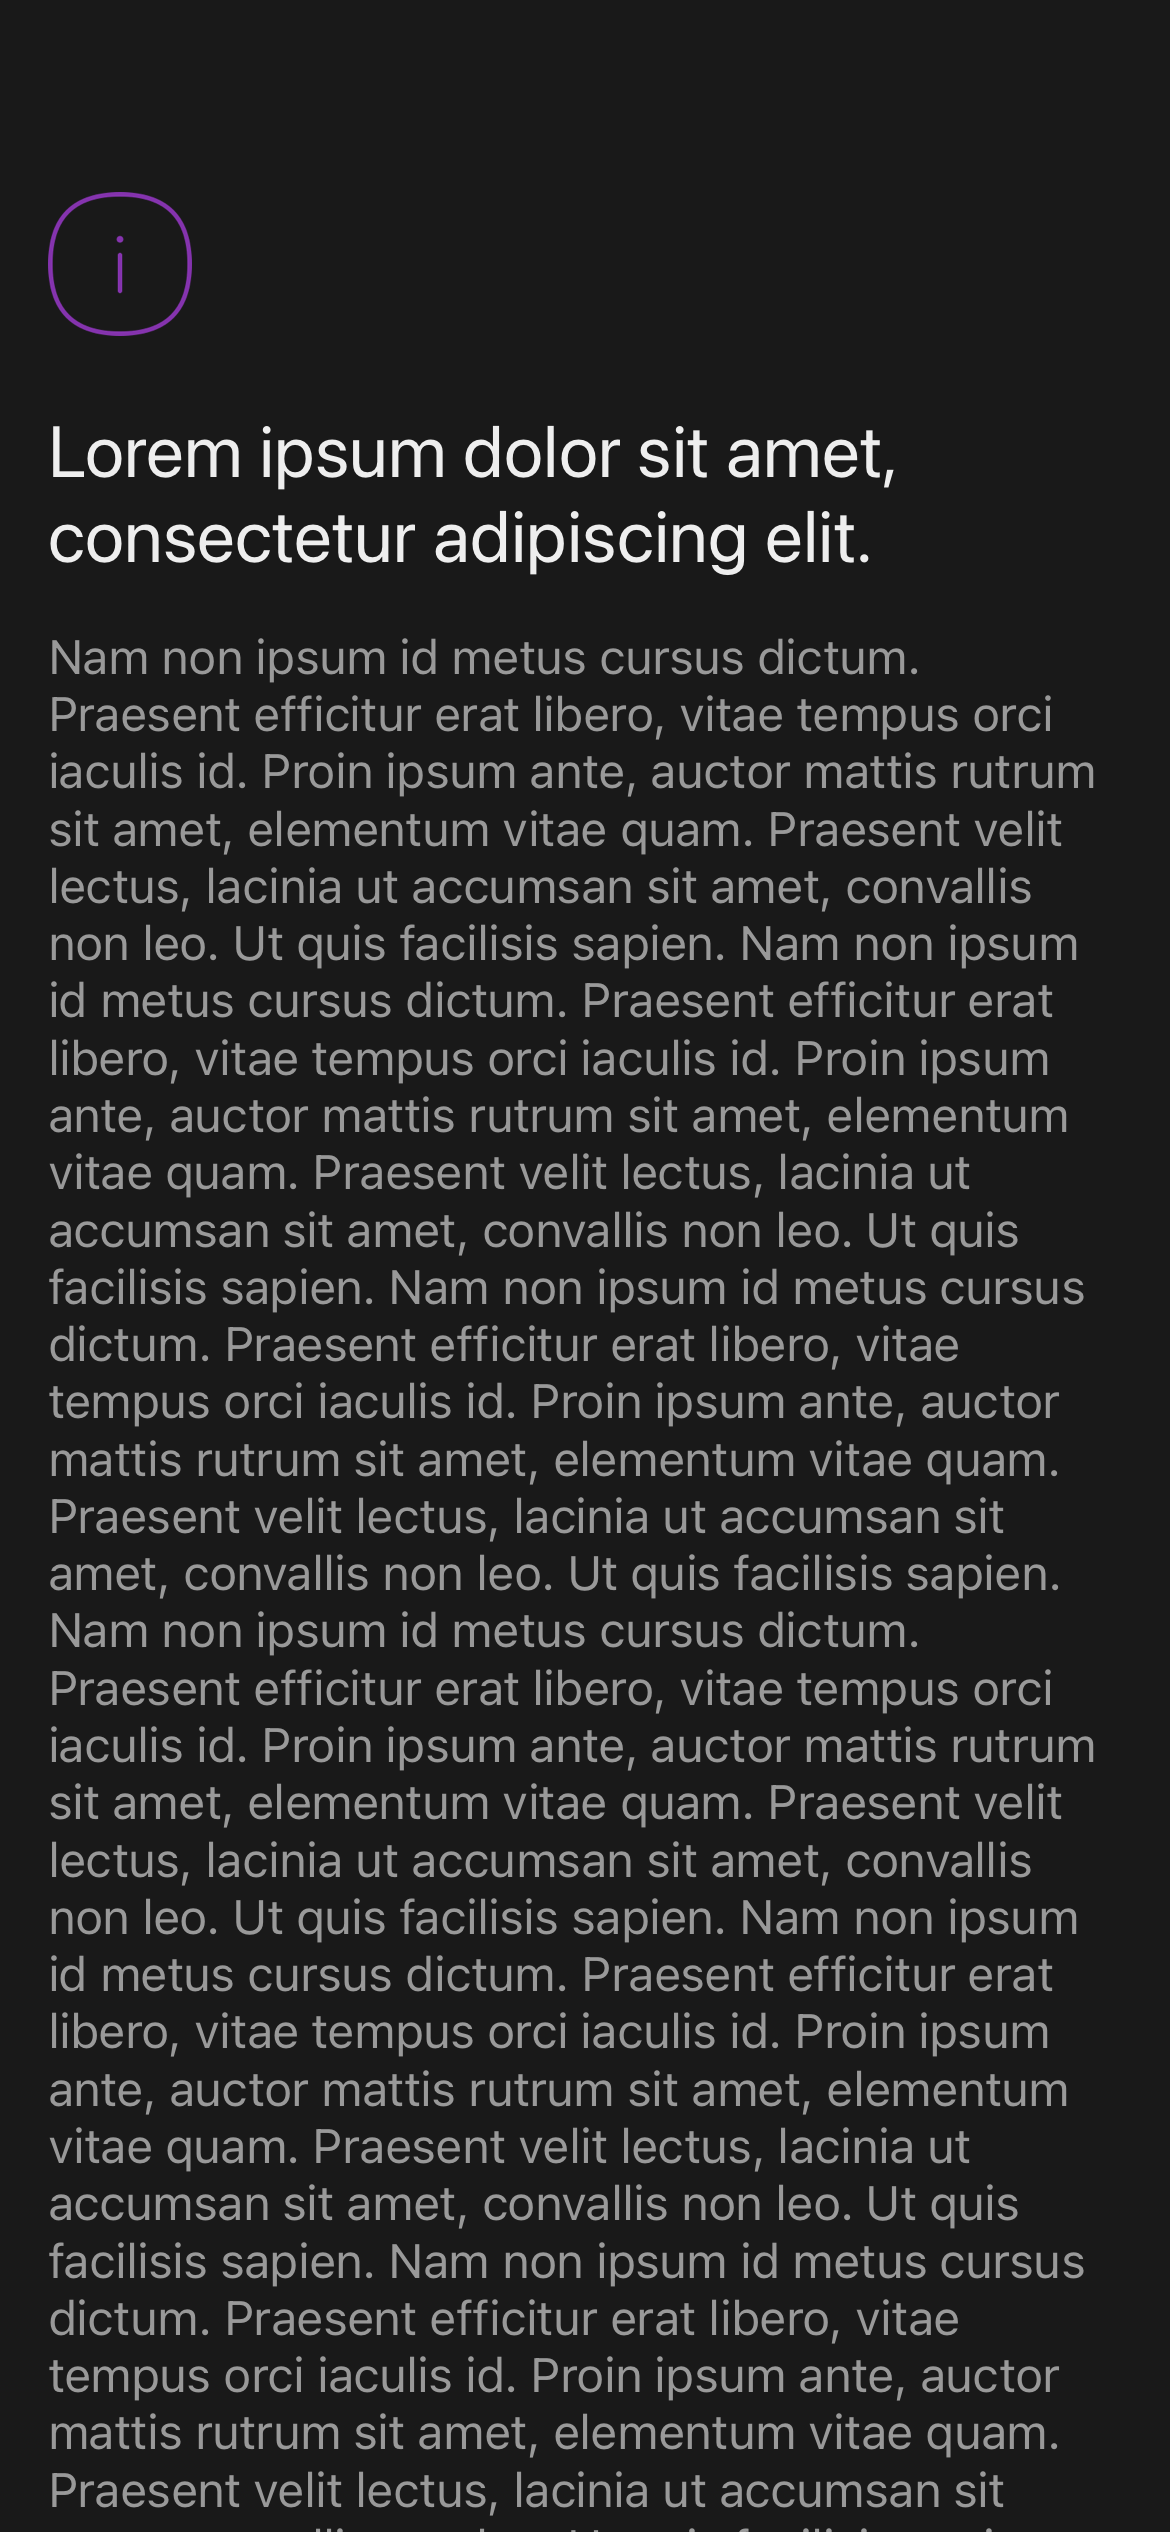 i
Lorem ipsum dolor sit amet,
consectetur adipiscing elit.
Nam non ipsum id metus cursus dictum.
Praesent efficitur erat libero, vitae tempus orci
iaculis id. Proin ipsum ante, auctor mattis rutrum
sit amet, elementum vitae quam. Praesent velit
lectus, lacinia ut accumsan sit amet, convallis
non leo. Ut quis facilisis sapien. Nam non ipsum
id metus cursus dictum. Praesent efficitur erat
libero, vitae tempus orci iaculis id. Proin ipsum
ante, auctor mattis rutrum sit amet, elementum
vitae quam. Praesent velit lectus, lacinia ut
accumsan sit amet, convallis non leo. Ut quis
facilisis sapien. Nam non ipsum id metus cursus
dictum. Praesent efficitur erat libero, vitae
tempus orci iaculis id. Proin ipsum ante, auctor
mattis rutrum sit amet, elementum vitae quam.
Praesent velit lectus, lacinia ut accumsan sit
amet, convallis non leo. Ut quis facilisis sapien.
Nam non ipsum id metus cursus dictum.
Praesent efficitur erat libero, vitae tempus orci
iaculis id. Proin ipsum ante, auctor mattis rutrum
sit amet, elementum vitae quam. Praesent velit
lectus, lacinia ut accumsan sit amet, convallis
non leo. Ut quis facilisis sapien. Nam non ipsum
id metus cursus dictum. Praesent efficitur erat
libero, vitae tempus orci iaculis id. Proin ipsum
ante, auctor mattis rutrum sit amet, elementum
vitae quam. Praesent velit lectus, lacinia ut
accumsan sit amet, convallis non leo. Ut quis
facilisis sapien. Nam non ipsum id metus cursus
dictum. Praesent efficitur erat libero, vitae
tempus orci iaculis id. Proin ipsum ante, auctor
mattis rutrum sit amet, elementum vitae quam.
Praesent velit lectus, lacinia ut accumsan sit